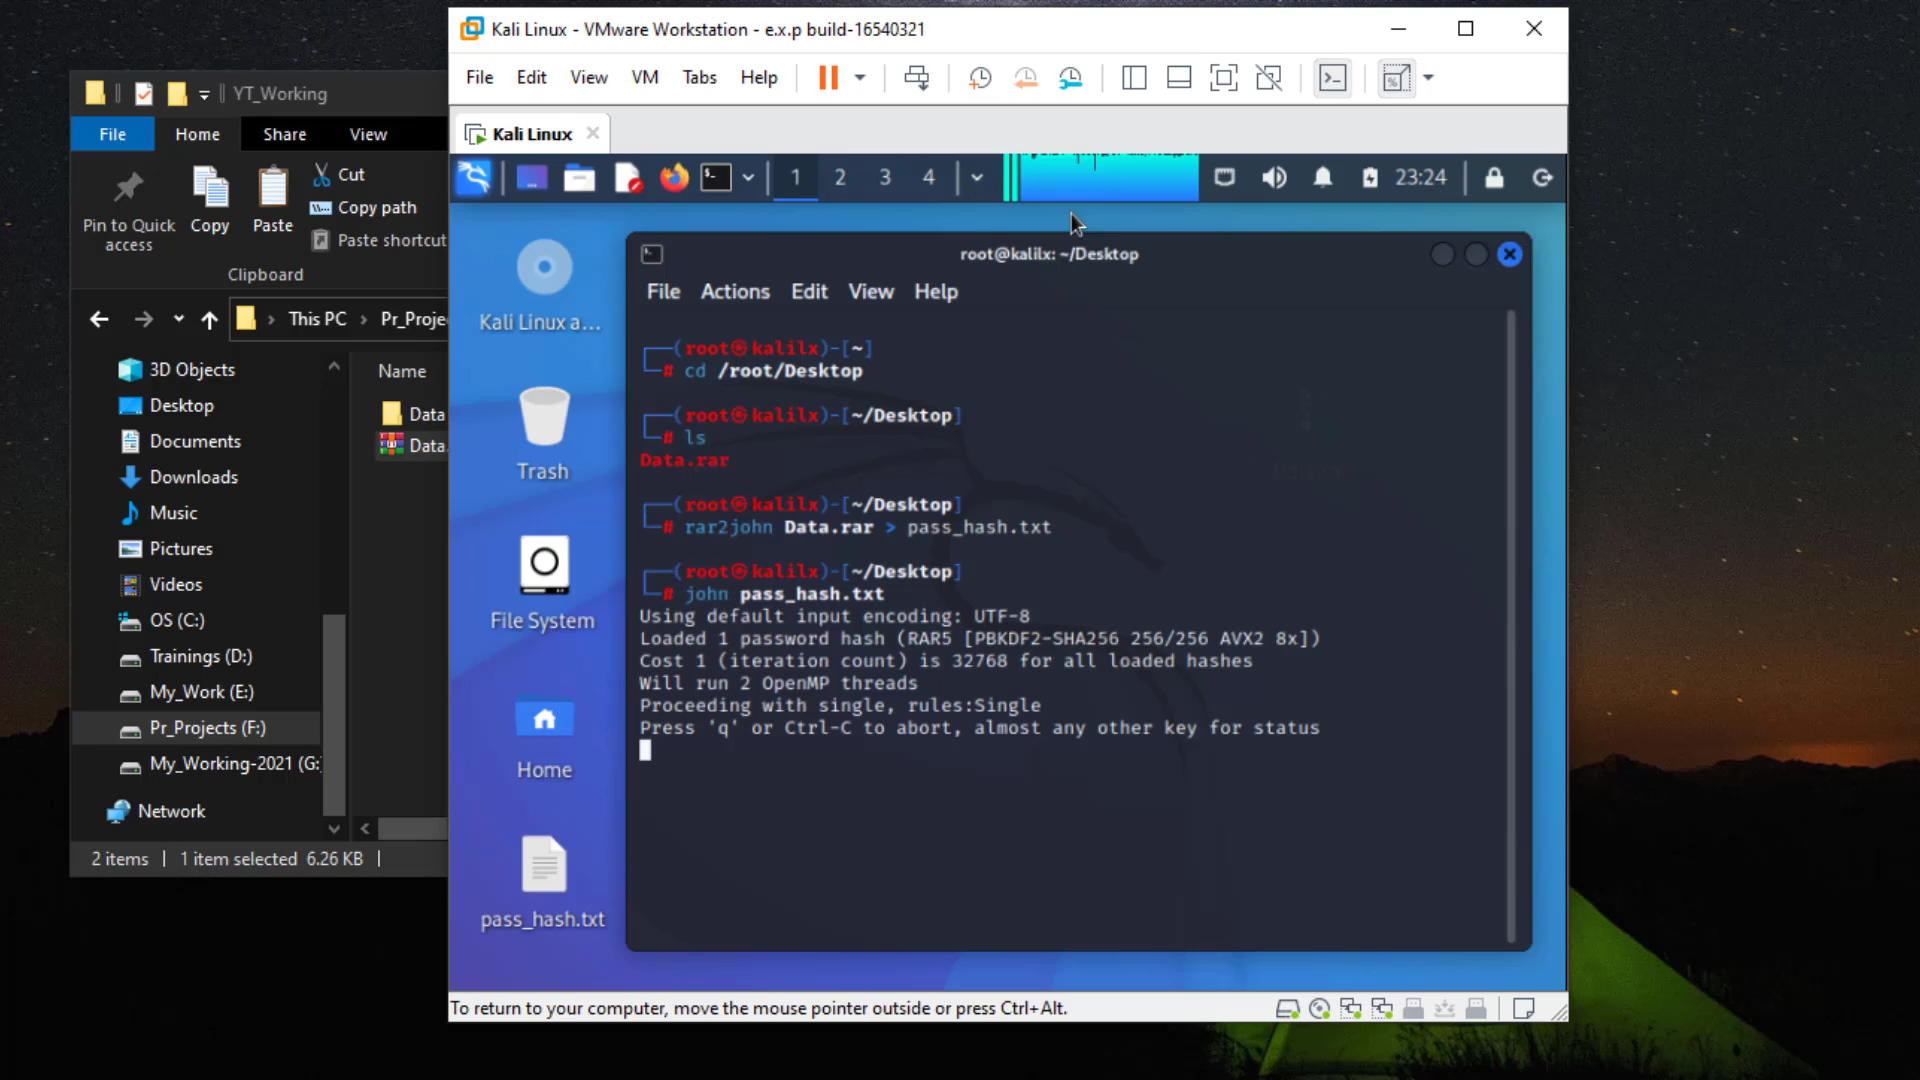 Kali Linux - VMware Workstation - e.x.p build-16540321
File Edit View VM Tabs Help
Kali Linux
YT_Working
File Home Share View
Pin to Quick access
Copy
Paste
Cut
Copy path
Paste shortcut
Clipboard
This PC
Pr_Proje
3D Objects
Desktop
Documents
Downloads
Music
Pictures
Videos
OS (C:)
Trainings (D:)
My_Work (E:)
Pr_Projects (F:)
My_Working-2021 (G:
Network
Name
Data
Data.
2 items 1 item selected 6.26 KB
1 2 3 4
23:24
Kali Linux a...
Trash
File System
Home
pass_hash.txt
root@kalilx: ~/Desktop
File Actions Edit View Help
┌──(root㉿kalilx)-[~]
└─# cd /root/Desktop
┌──(root㉿kalilx)-[~/Desktop]
└─# ls
Data.rar
┌──(root㉿kalilx)-[~/Desktop]
└─# rar2john Data.rar > pass_hash.txt
┌──(root㉿kalilx)-[~/Desktop]
└─# john pass_hash.txt
Using default input encoding: UTF-8
Loaded 1 password hash (RAR5 [PBKDF2-SHA256 256/256 AVX2 8x])
Cost 1 (iteration count) is 32768 for all loaded hashes
Will run 2 OpenMP threads
Proceeding with single, rules:Single
Press 'q' or Ctrl-C to abort, almost any other key for status
To return to your computer, move the mouse pointer outside or press Ctrl+Alt.